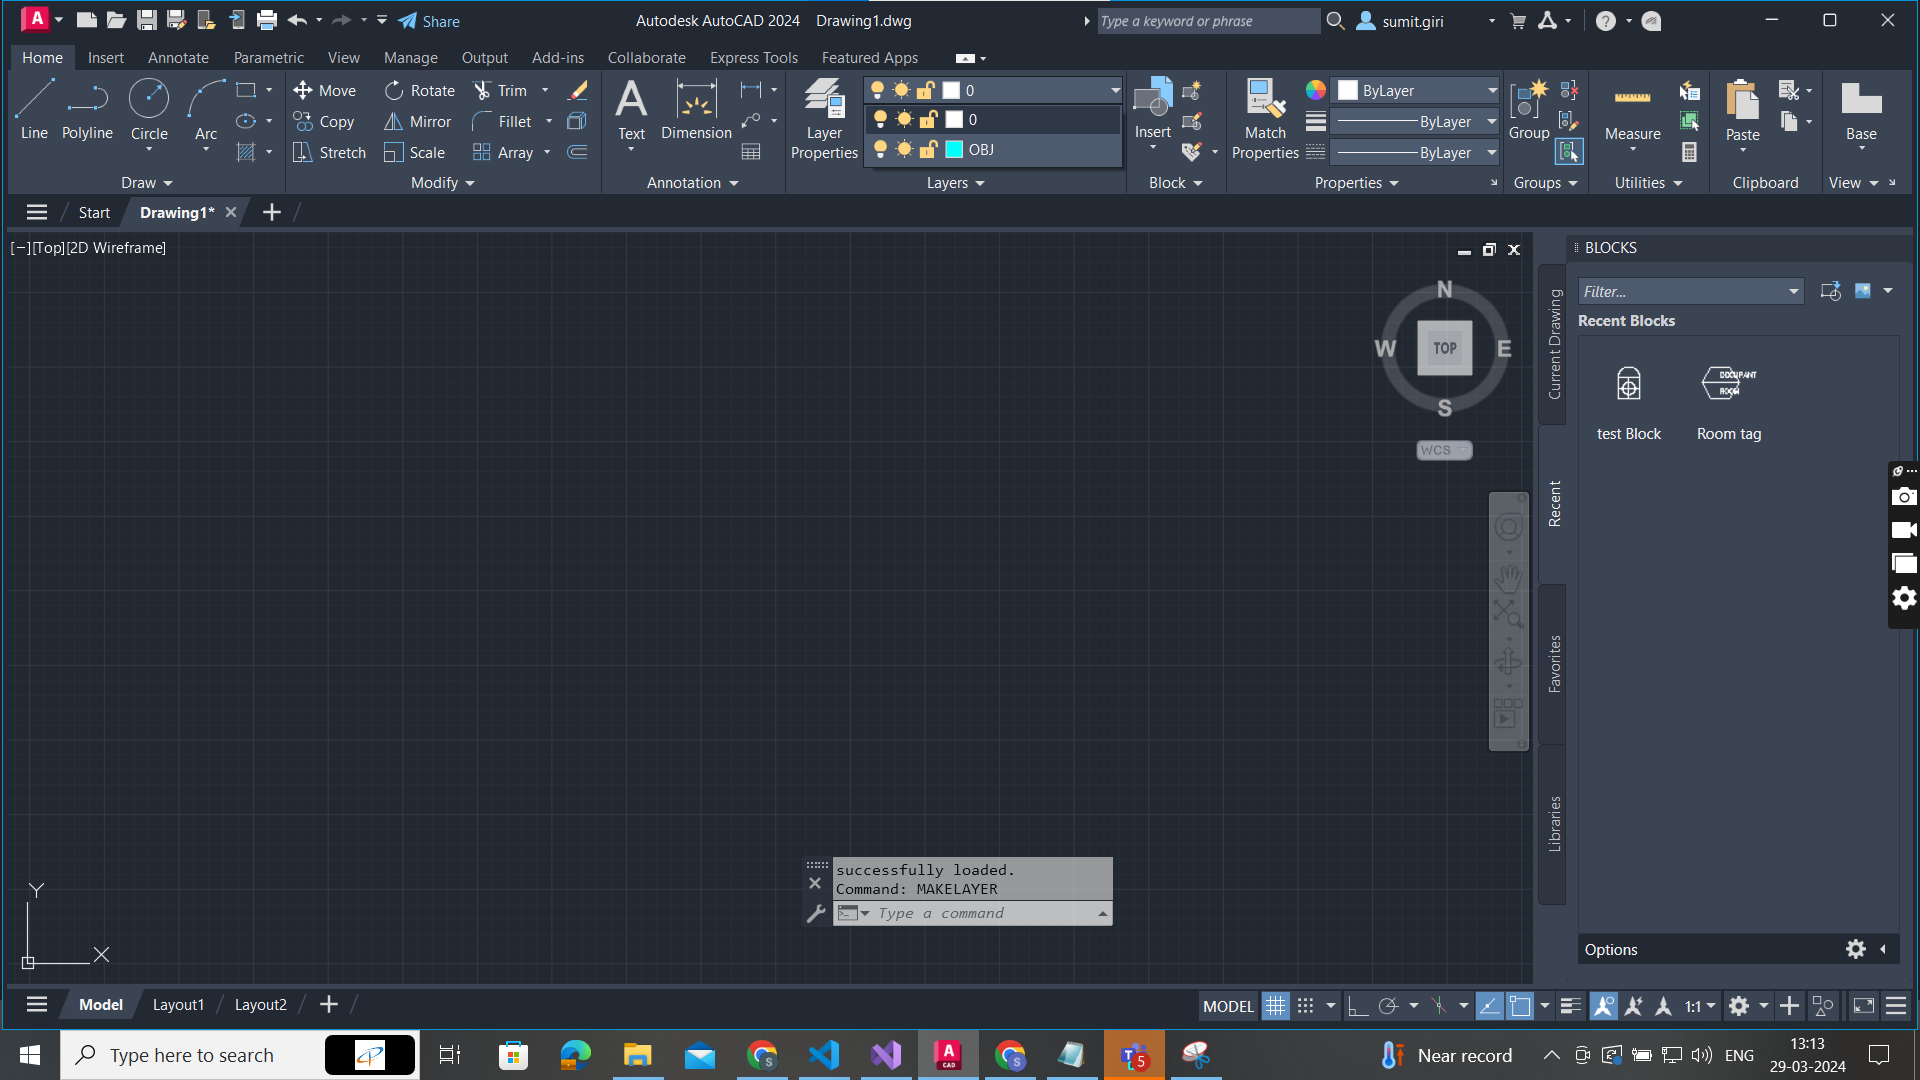 A CAD
Share
Autodesk AutoCAD 2024 Drawing1.dwg
Type a keyword or phrase
sumit.giri
Home Insert Annotate Parametric View Manage Output Add-ins Collaborate Express Tools Featured Apps
Line
Polyline
Circle
Arc
Draw
Move
Rotate
Trim
Copy
Mirror
Fillet
Stretch
Scale
Array
Modify
Text
Dimension
Annotation
Layer
Properties
0
0
OBJ
Layers
Insert
Block
Match
Properties
ByLayer
ByLayer
ByLayer
Properties
Group
Groups
Measure
Utilities
Paste
Clipboard
Base
View
Start
Drawing1*
[−][Top][2D Wireframe]
N
W
TOP
E
S
WCS
BLOCKS
Filter...
Recent Blocks
OCCUPANT
ROOM
test Block
Room tag
Current Drawing
Recent
Favorites
Libraries
Options
successfully loaded.
Command: MAKELAYER
Type a command
Y
X
Model
Layout1
Layout2
MODEL
1:1
Type here to search
5
Near record
ENG
13:13
29-03-2024